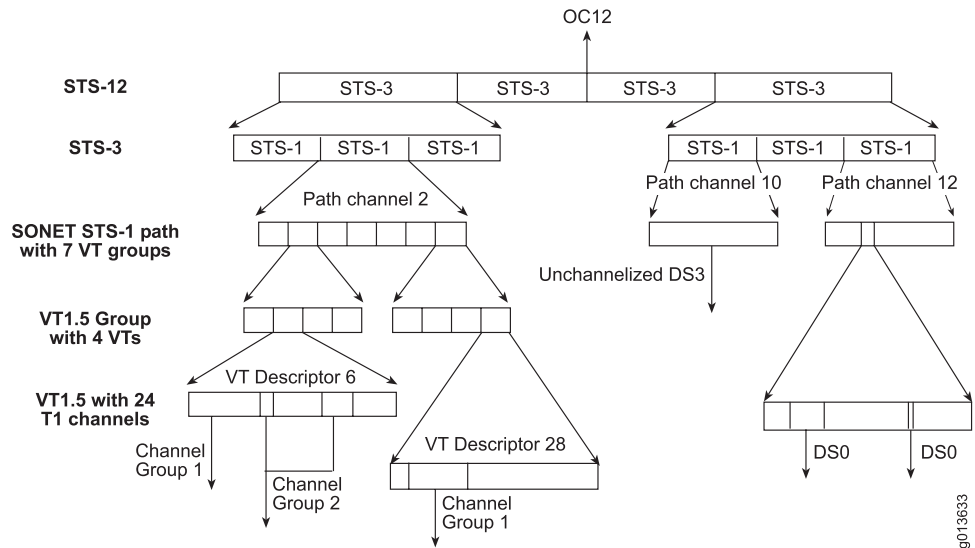 OC12
STS-12
STS-3
STS-3
STS-3
STS-3
STS-3
STS-1
STS-1
STS-1
STS-1
STS-1
STS-1
Path channel 2
Path channel 10
Path channel 12
SONET STS-1 path
with 7 VT groups
Unchannelized DS3
VT1.5 Group
with 4 VTs
VT Descriptor 6
VT1.5 with 24
T1 channels
VT Descriptor 28
Channel
Group 1
Channel
Group 2
Channel
Group 1
DS0
DS0
g013633